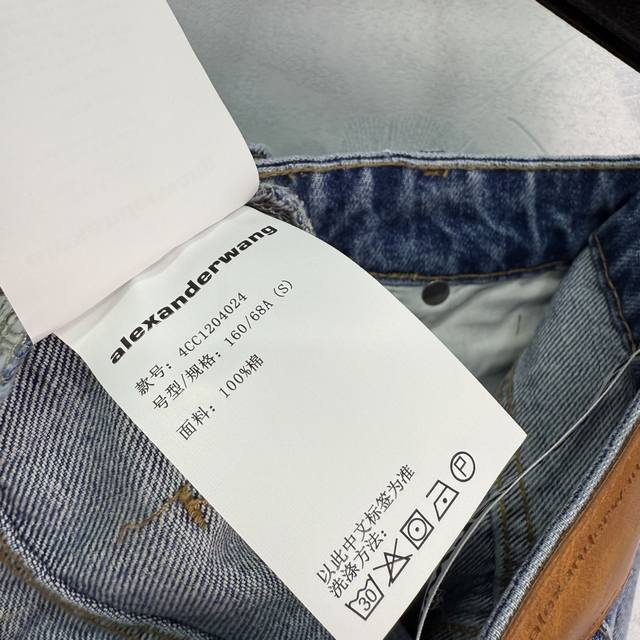 alexanderwang
款号: 4CC1204024
号型/规格: 160/68A (S)
面料: 100%棉
以此中文标签为准
洗涤方法:
30
P